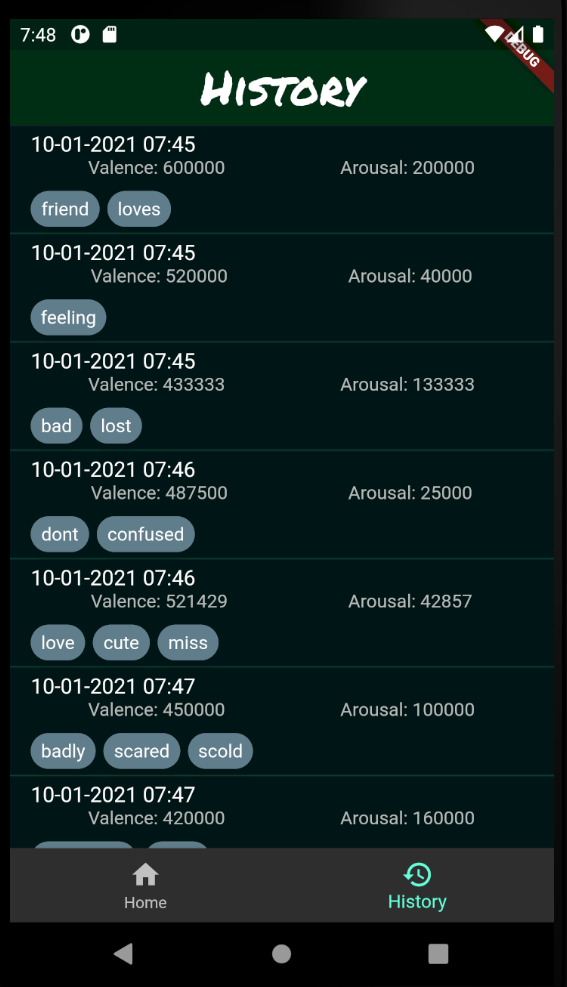 7:48
DEBUG
History
10-01-2021 07:45
Valence: 600000 Arousal: 200000
friend loves
10-01-2021 07:45
Valence: 520000 Arousal: 40000
feeling
10-01-2021 07:45
Valence: 433333 Arousal: 133333
bad lost
10-01-2021 07:46
Valence: 487500 Arousal: 25000
dont confused
10-01-2021 07:46
Valence: 521429 Arousal: 42857
love cute miss
10-01-2021 07:47
Valence: 450000 Arousal: 100000
badly scared scold
10-01-2021 07:47
Valence: 420000 Arousal: 160000
Home History